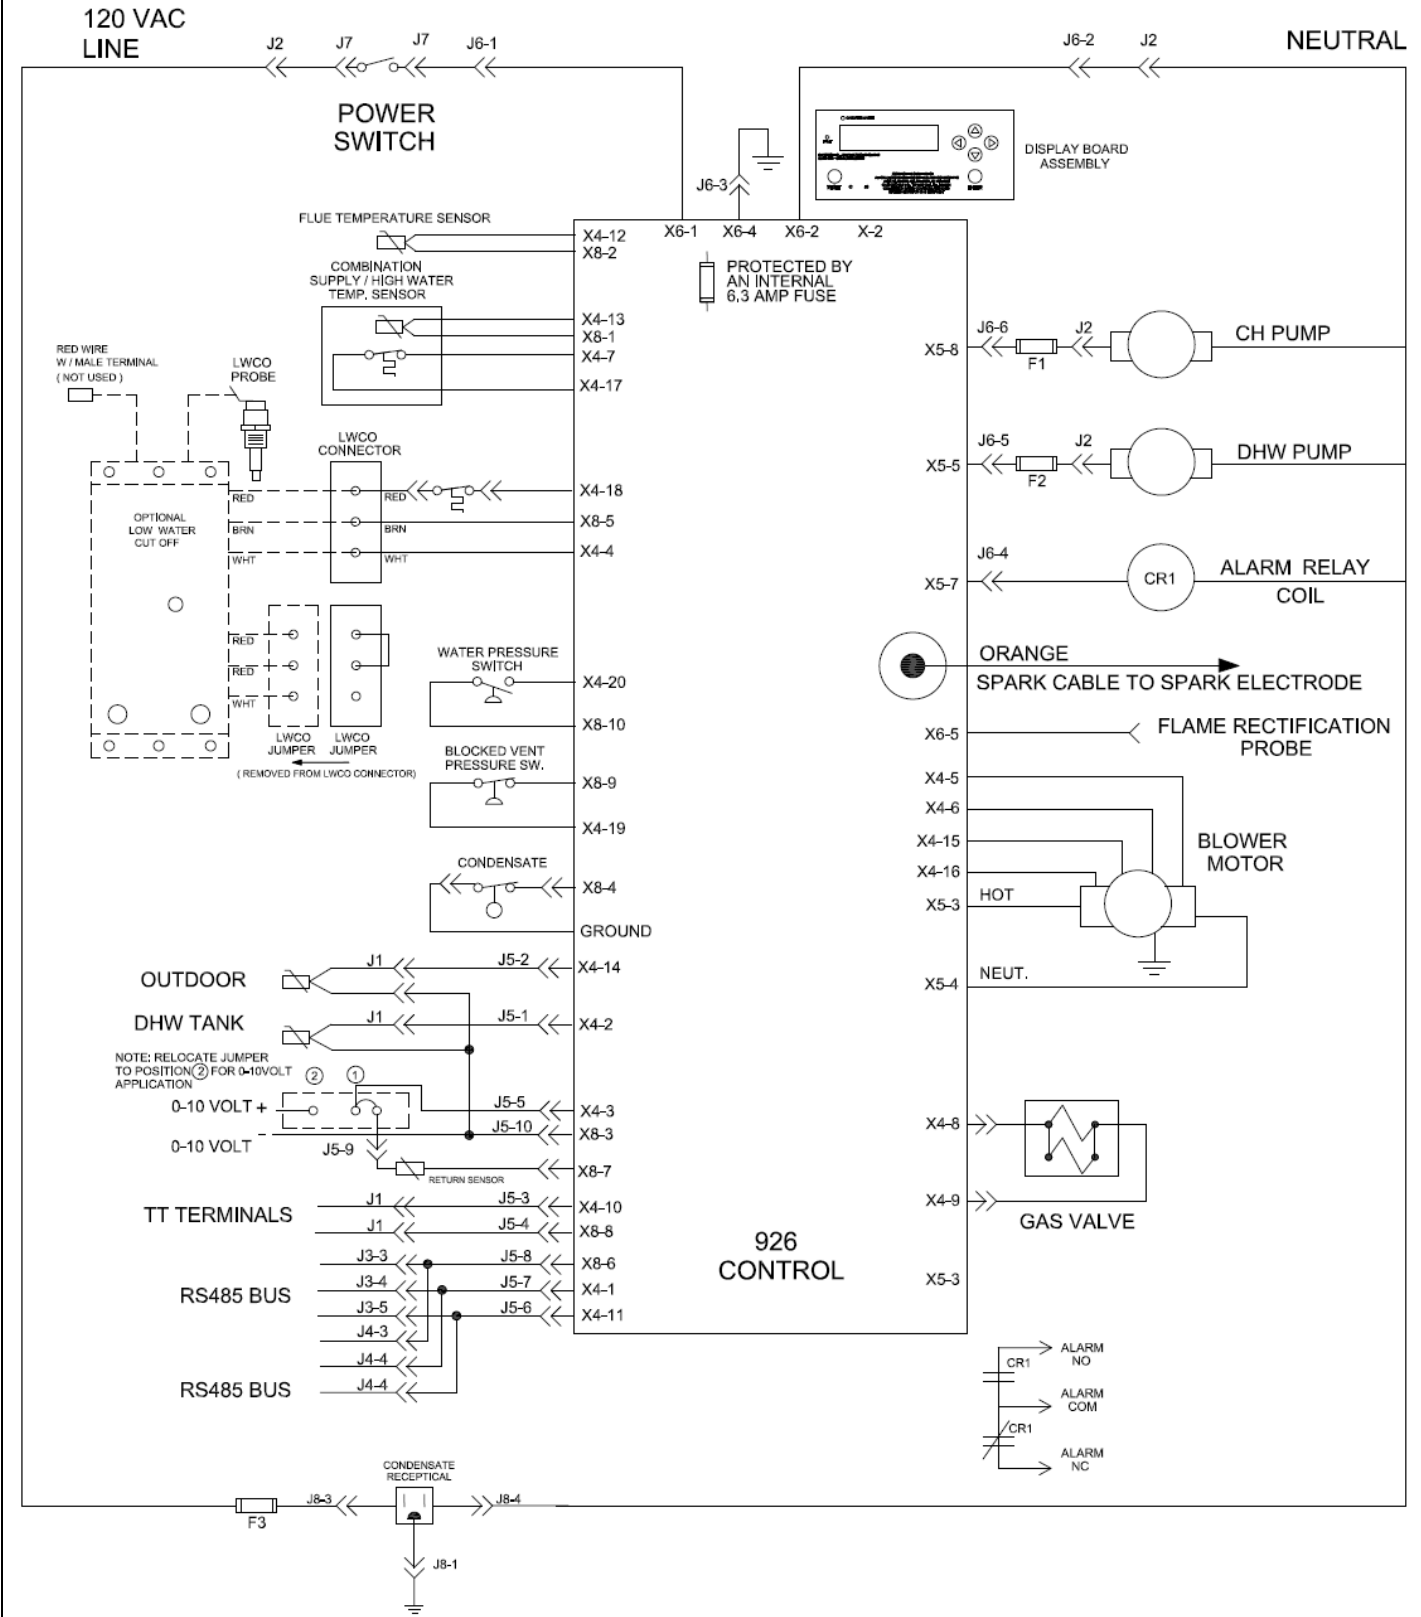 120 VAC
LINE
J2
J7
J7
J6-1
J6-2
J2
NEUTRAL
POWER
SWITCH
DISPLAY BOARD
ASSEMBLY
J6-3
FLUE TEMPERATURE SENSOR
X4-12
X8-2
X6-1
X6-4
X6-2
X-2
COMBINATION
SUPPLY / HIGH WATER
TEMP. SENSOR
PROTECTED BY
AN INTERNAL
6.3 AMP FUSE
X4-13
X8-1
X4-7
X4-17
RED WIRE
W / MALE TERMINAL
( NOT USED )
LWCO
PROBE
X5-8
J6-6
F1
J2
CH PUMP
LWCO
CONNECTOR
X5-5
J6-5
F2
J2
DHW PUMP
OPTIONAL
LOW WATER
CUT OFF
RED
BRN
WHT
RED
BRN
WHT
X4-18
X8-5
X4-4
X5-7
J6-4
CR1
ALARM RELAY
COIL
RED
RED
WHT
LWCO
JUMPER
LWCO
JUMPER
( REMOVED FROM LWCO CONNECTOR)
WATER PRESSURE
SWITCH
X4-20
X8-10
ORANGE
SPARK CABLE TO SPARK ELECTRODE
X6-5
FLAME RECTIFICATION
PROBE
BLOCKED VENT
PRESSURE SW.
X8-9
X4-19
X4-5
X4-6
X4-15
X4-16
X5-3
HOT
BLOWER
MOTOR
X5-4
NEUT.
CONDENSATE
X8-4
GROUND
OUTDOOR
J1
J5-2
X4-14
DHW TANK
J1
J5-1
X4-2
NOTE: RELOCATE JUMPER
TO POSITION 2 FOR 0-10VOLT
APPLICATION
2
1
0-10 VOLT +
J5-5
X4-3
0-10 VOLT -
J5-10
X8-3
J5-9
RETURN SENSOR
X8-7
X4-8
X4-9
GAS VALVE
TT TERMINALS
J1
J5-3
X4-10
J1
J5-4
X8-8
RS485 BUS
J3-3
J5-8
X8-6
J3-4
J5-7
X4-1
J3-5
J5-6
X4-11
J4-3
RS485 BUS
J4-4
J4-4
926
CONTROL
X5-3
CR1
ALARM
NO
ALARM
COM
CR1
ALARM
NC
CONDENSATE
RECEPTICAL
F3
J8-3
J8-4
J8-1